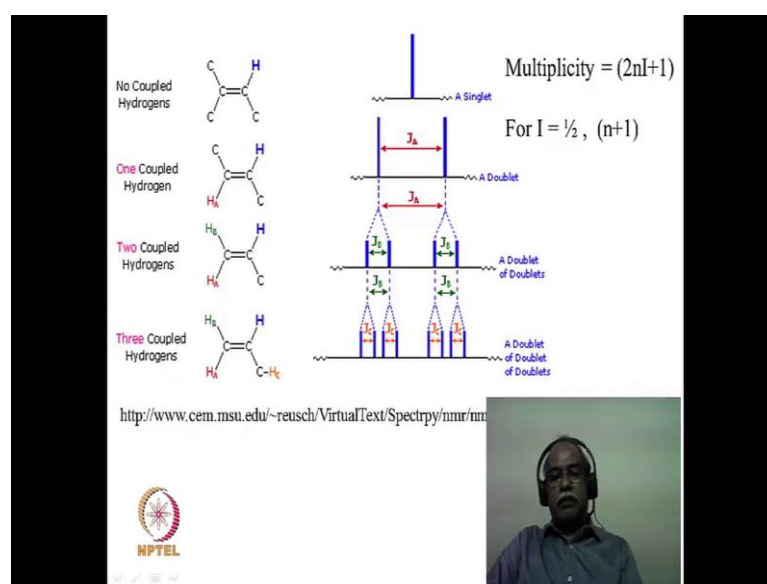 No Coupled
Hydrogens
C
H
C=C
C
C
A Singlet
Multiplicity = (2nI+1)
For I = ½ , (n+1)
One Coupled
Hydrogen
C
H
C=C
HA
C
JA
A Doublet
JA
Two Coupled
Hydrogens
HB
H
C=C
HA
C
JB
JB
A Doublet
of Doublets
JB
JB
Three Coupled
Hydrogens
HB
H
C=C
HA
C-HC
JC
JC
JC
JC
A Doublet
of Doublet
of Doublets
http://www.cem.msu.edu/~reusch/VirtualText/Spectrpy/nmr/nm
NPTEL